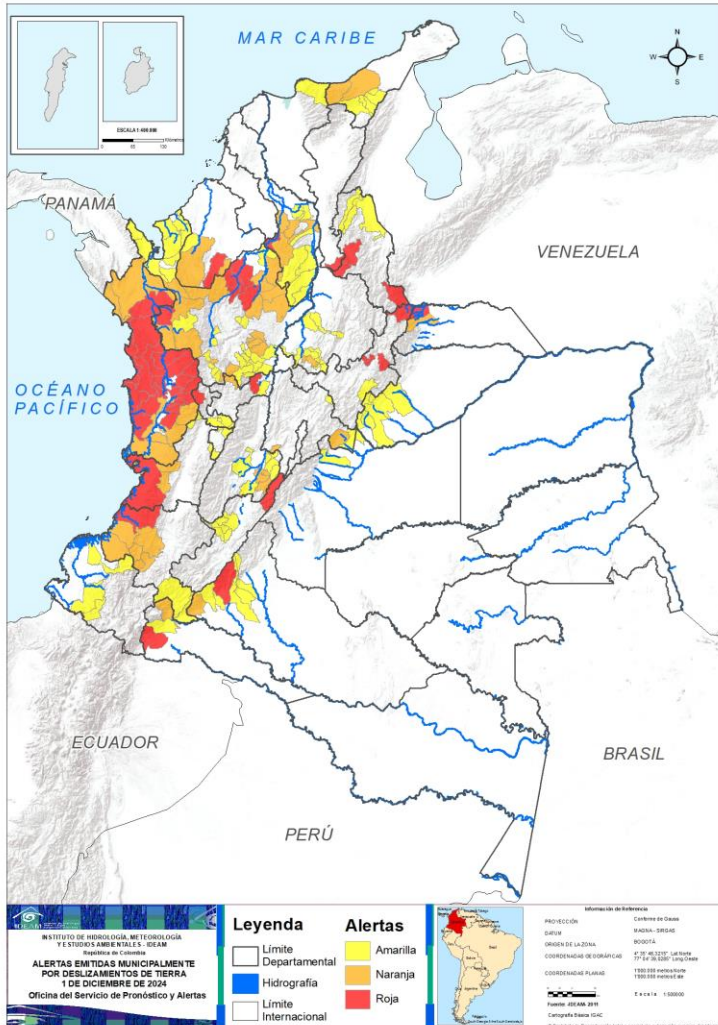 MAR CARIBE
W
N
E
S
ESCALA 1:400.000
PANAMÁ
VENEZUELA
OCÉANO
PACÍFICO
ECUADOR
PERÚ
BRASIL
IDEAM
INSTITUTO DE HIDROLOGÍA, METEOROLOGÍA
Y ESTUDIOS AMBIENTALES - IDEAM
República de Colombia
ALERTAS EMITIDAS MUNICIPALMENTE
POR DESLIZAMIENTOS DE TIERRA
1 DE DICIEMBRE DE 2024
Oficina del Servicio de Pronóstico y Alertas
Leyenda
Límite
Departamental
Hidrografía
Límite
Internacional
Alertas
Amarilla
Naranja
Roja
Información de Referencia
PROYECCIÓN Conforme de Gauss
DATUM MAGNA - SIRGAS
ORIGEN DE LA ZONA BOGOTÁ
COORDENADAS GEOGRÁFICAS
COORDENADAS PLANAS
Escala
Cartografía Básica IGAC